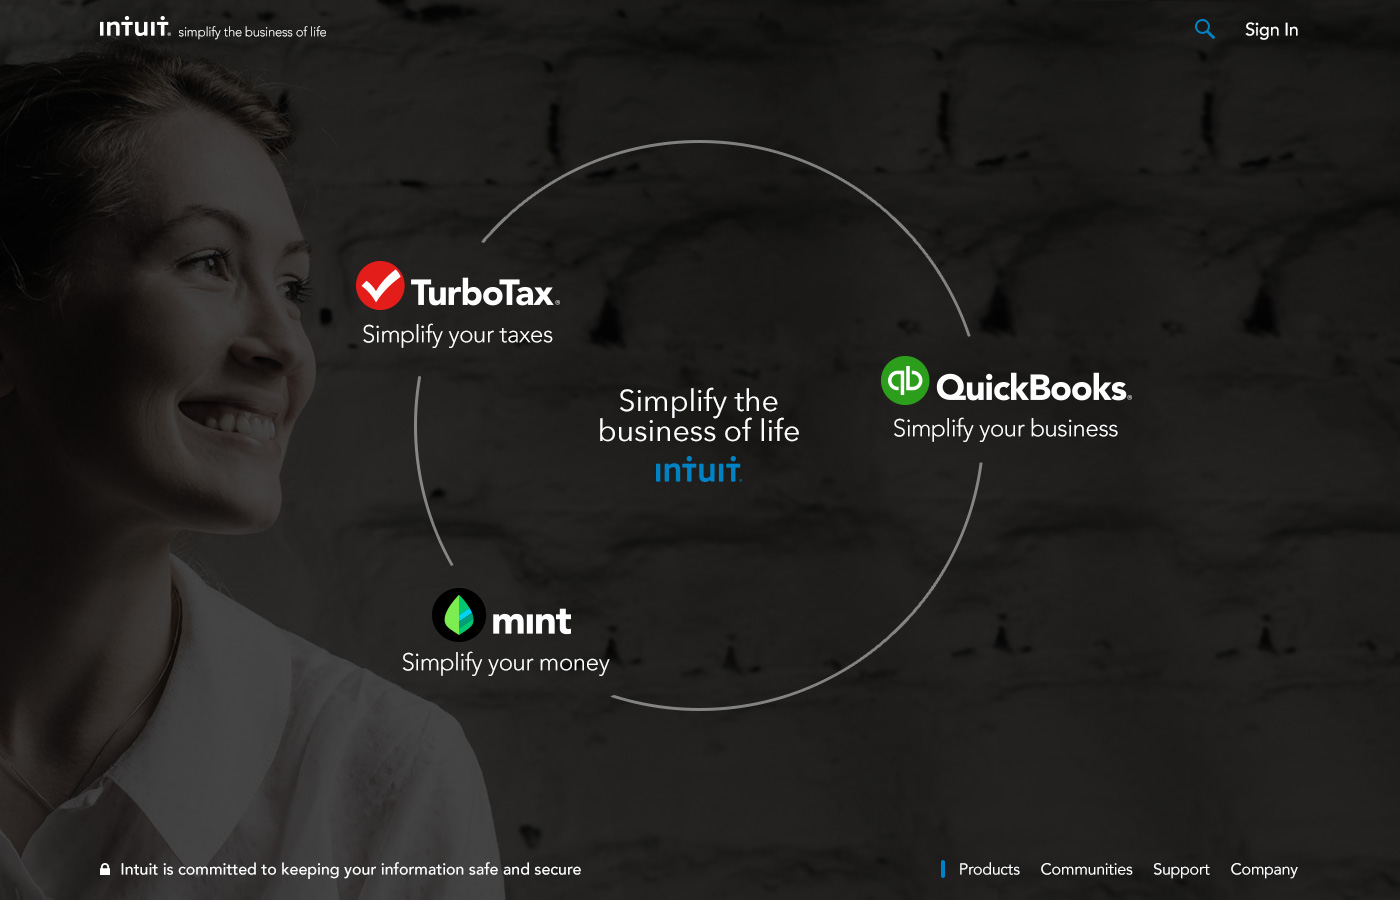 intuit® simplify the business of life
Sign In
TurboTax®
Simplify your taxes
QuickBooks®
Simplify your business
Simplify the
business of life
intuit
mint
Simplify your money
Intuit is committed to keeping your information safe and secure
Products Communities Support Company